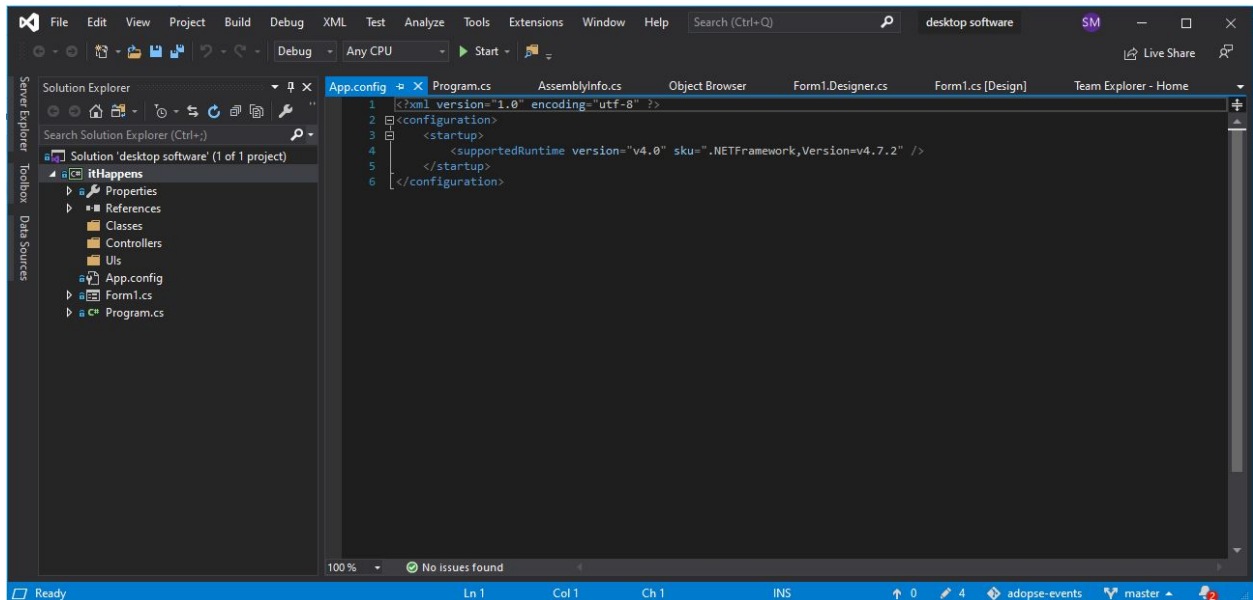 File Edit View Project Build Debug XML Test Analyze Tools Extensions Window Help Search (Ctrl+Q) desktop software SM
Debug Any CPU Start Live Share
Server Explorer
Toolbox
Data Sources
Solution Explorer
Search Solution Explorer (Ctrl+;)
Solution 'desktop software' (1 of 1 project)
C# itHappens
Properties
References
Classes
Controllers
UIs
App.config
Form1.cs
C# Program.cs
App.config Program.cs AssemblyInfo.cs Object Browser Form1.Designer.cs Form1.cs [Design] Team Explorer - Home
1 <?xml version="1.0" encoding="utf-8" ?>
2 <configuration>
3 <startup>
4 <supportedRuntime version="v4.0" sku=".NETFramework,Version=v4.7.2" />
5 </startup>
6 </configuration>
100 % No issues found
Ready Ln 1 Col 1 Ch 1 INS 0 4 adopse-events master 2